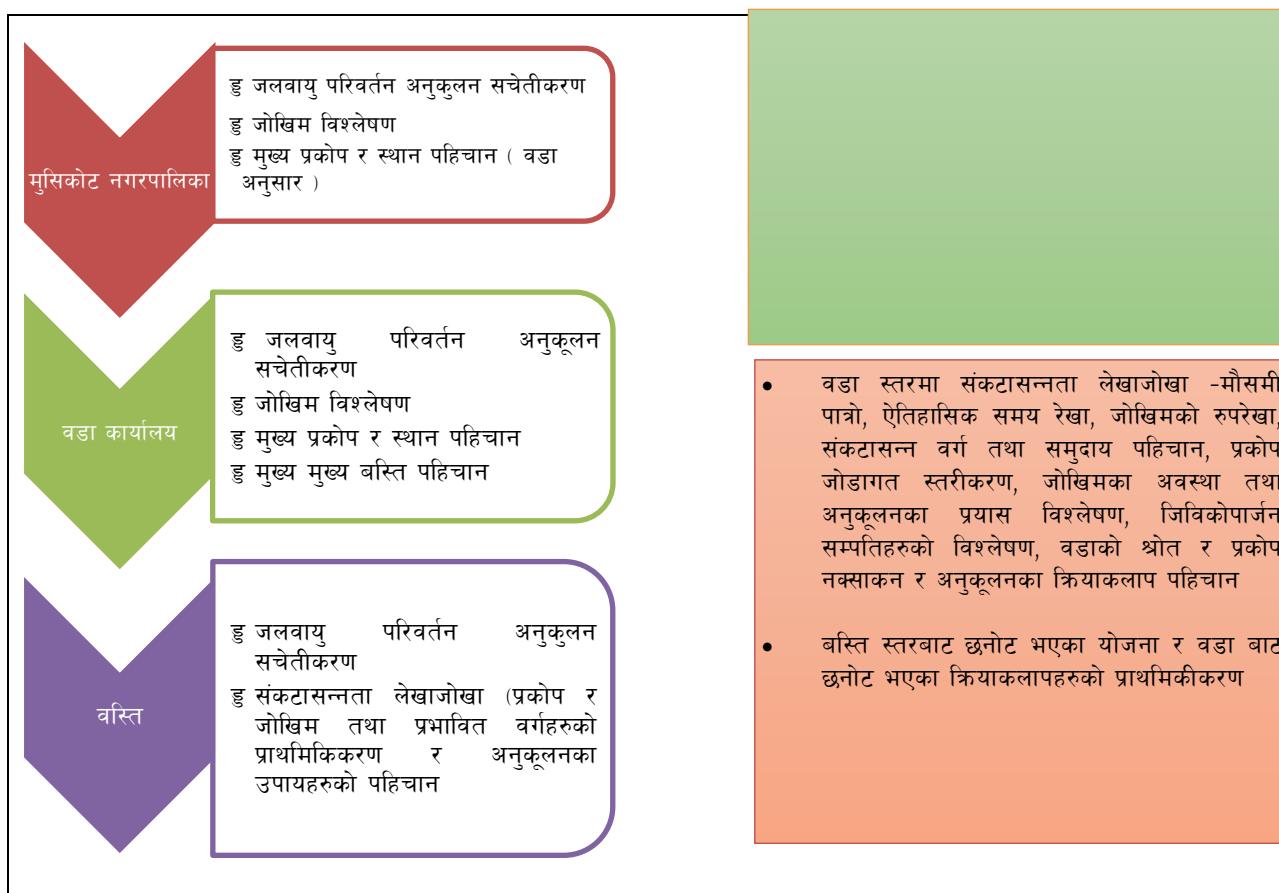 मुसिकोट नगरपालिका
ड्ड जलवायु परिवर्तन अनुकुलन सचेतीकरण
ड्ड जोखिम विश्लेषण
ड्ड मुख्य प्रकोप र स्थान पहिचान ( वडा
अनुसार )
वडा कार्यालय
ड्ड जलवायु परिवर्तन अनुकूलन
सचेतीकरण
ड्ड जोखिम विश्लेषण
ड्ड मुख्य प्रकोप र स्थान पहिचान
ड्ड मुख्य मुख्य बस्ति पहिचान
वस्ति
ड्ड जलवायु परिवर्तन अनुकुलन
सचेतीकरण
ड्ड संकटासन्नता लेखाजोखा (प्रकोप र
जोखिम तथा प्रभावित वर्गहरुको
प्राथमिकिकरण र अनुकूलनका
उपायहरुको पहिचान
• वडा स्तरमा संकटासन्नता लेखाजोखा -मौसमी
पात्रो, ऐतिहासिक समय रेखा, जोखिमको रुपरेखा,
संकटासन्न वर्ग तथा समुदाय पहिचान, प्रकोप
जोडागत स्तरीकरण, जोखिमका अवस्था तथा
अनुकूलनका प्रयास विश्लेषण, जिविकोपार्जन
सम्पतिहरुको विश्लेषण, वडाको श्रोत र प्रकोप
नक्साकन र अनुकूलनका क्रियाकलाप पहिचान
• बस्ति स्तरबाट छनोट भएका योजना र वडा बाट
छनोट भएका क्रियाकलापहरुको प्राथमिकीकरण